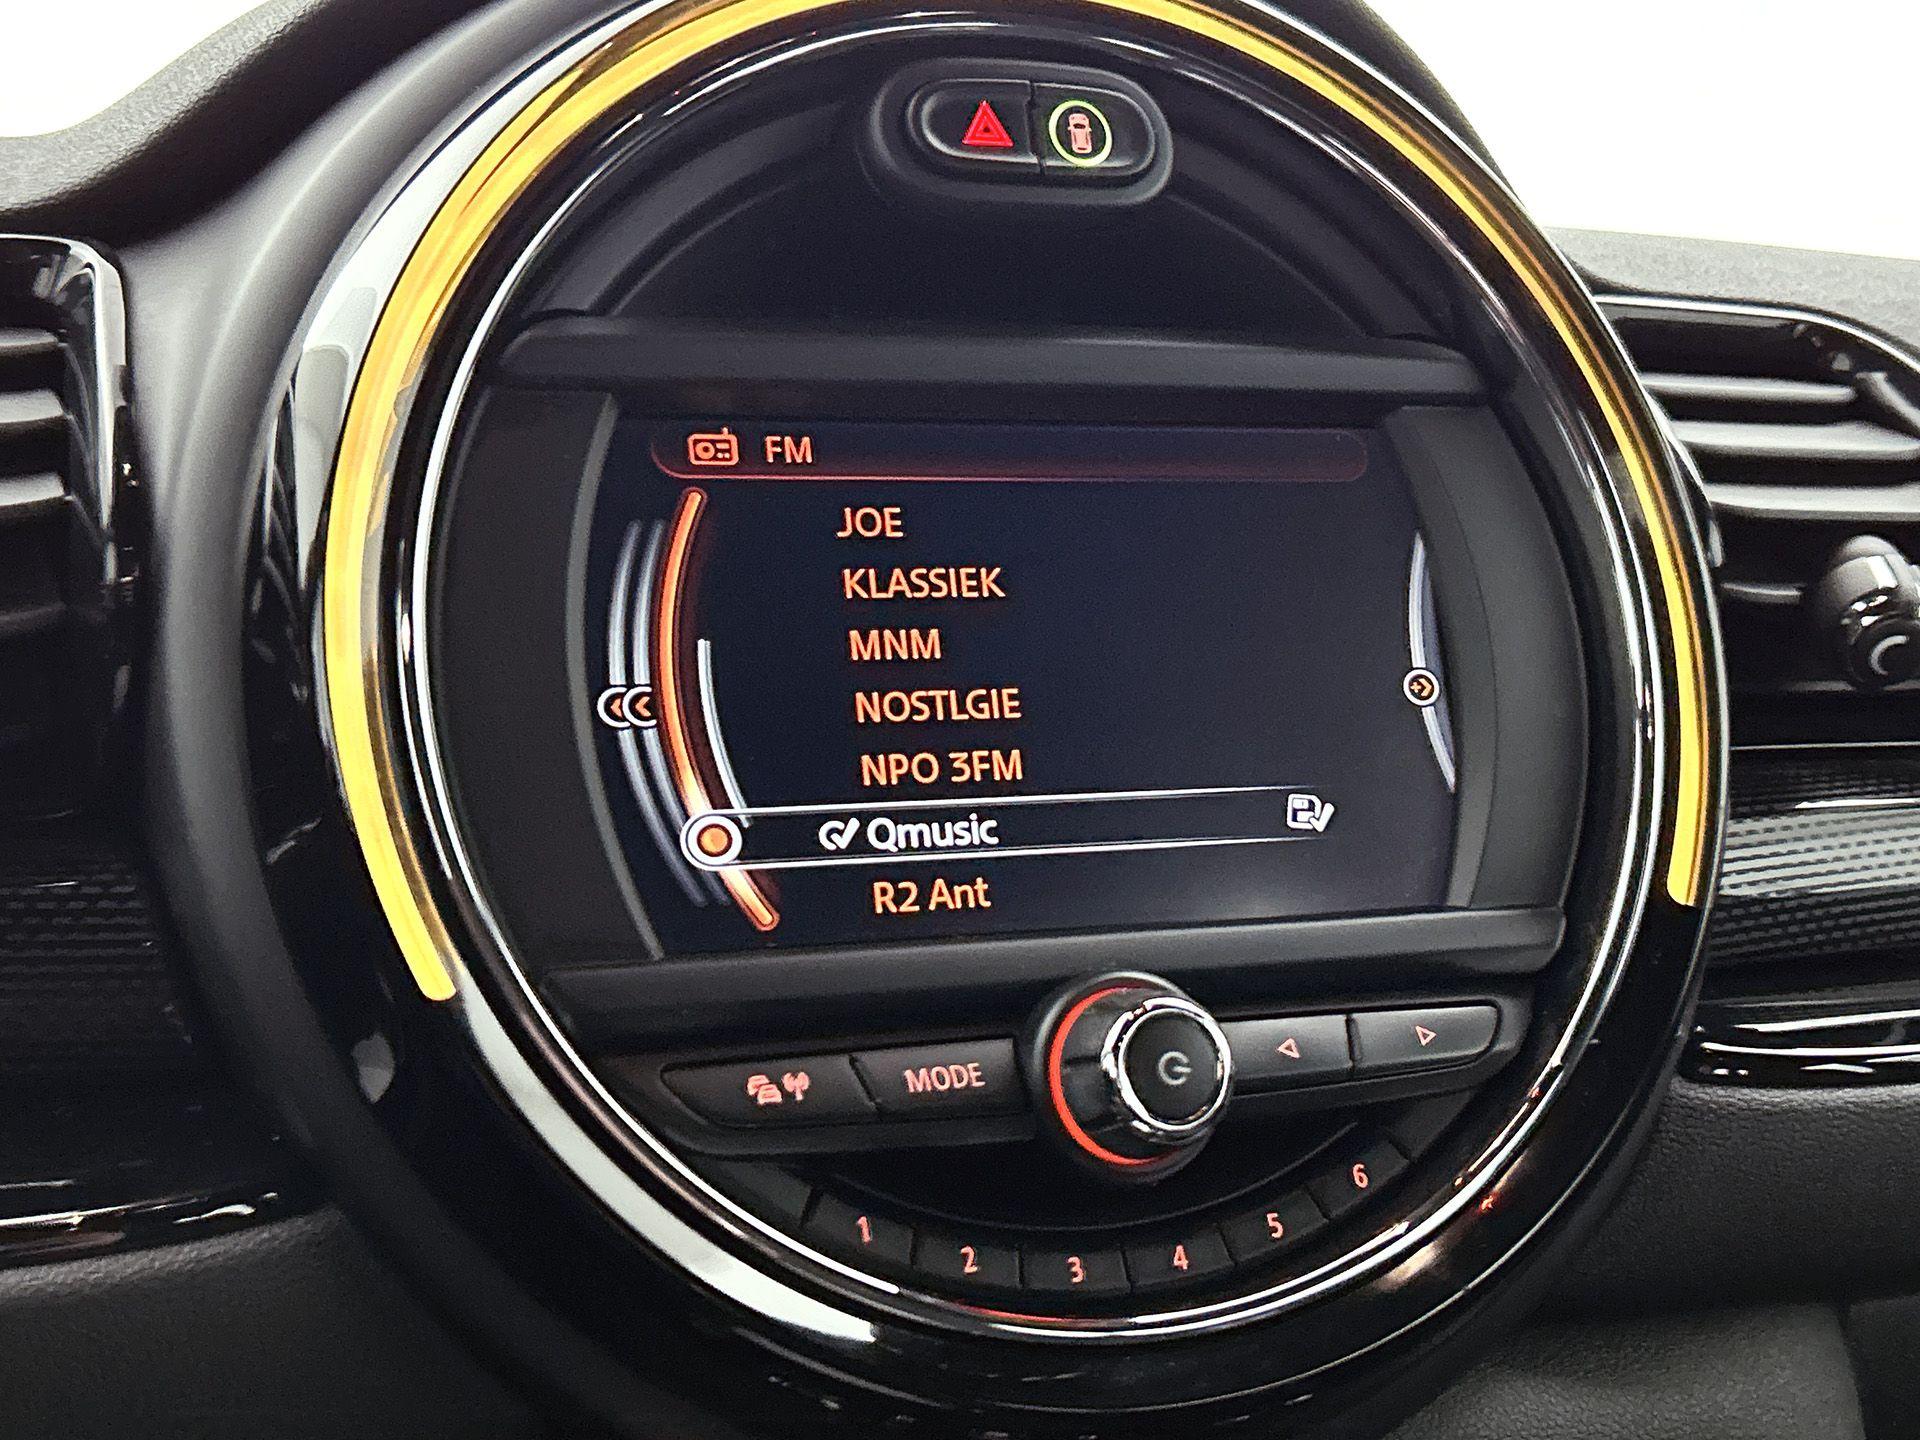 FM
JOE
KLASSIEK
MNM
NOSTLGIE
NPO 3FM
Qmusic
R2 Ant
MODE
1 2 3 4 5 6